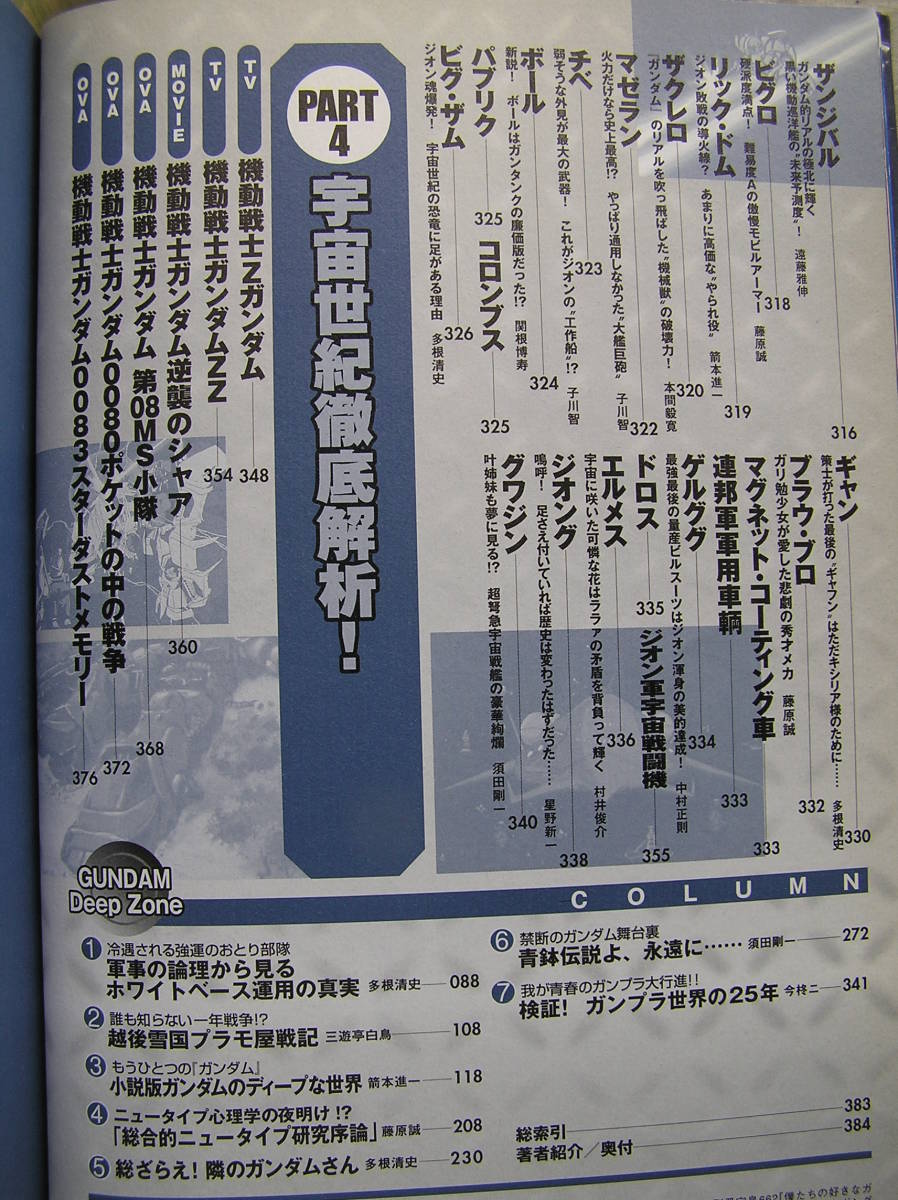 ザンジバル 316
ガンダム的リアルの極北に輝く
黒い機動巡洋艦の“未来予測度”！ 遠藤雅伸
ビグロ 318
硬派度満点！ 難易度Aの傲慢モビルアーマー 藤原誠
リック・ドム 319
ジオン敗戦の導火線？ あまりに高価な“やられ役” 箭本進一
ザクレロ 320
「ガンダム」のリアルを吹っ飛ばした“機械獣”の破壊力！ 本間毅寛
マゼラン 322
火力だけなら史上最高!? やっぱり通用しなかった“大艦巨砲” 子川智
チベ 323
弱そうな外見が最大の武器！ これがジオンの“工作船”!? 子川智
ボール 324
新説！ ボールはガンタンクの廉価版だった!? 関根博寿
パブリク 325
コロンブス 325
ビグ・ザム 326
ジオン魂爆発！ 宇宙世紀の恐竜に足がある理由 多根清史
ギャン 330
策士が打った最後の“ギャフン”はただキシリア様のために…… 多根清史
ブラウ・ブロ 332
ガリ勉少女が愛した悲劇の秀才メカ 藤原誠
マグネット・コーティング車 333
連邦軍軍用車輌 333
ゲルググ 334
最強最後の量産ビルスーツはジオン渾身の美的達成！ 中村正則
ドロス 335
ジオン軍宇宙戦闘機 355
エルメス 336
宇宙に咲いた可憐な花はララァの矛盾を背負って輝く 村井俊介
ジオング 338
嗚呼！ 足さえ付いていれば歴史は変わったはずだった…… 星野新一
グワジン 340
叶姉妹も夢に見る!? 超弩急宇宙戦艦の豪華絢爛 須田剛一
PART
4
宇宙世紀徹底解析！
TV 機動戦士Zガンダム 348
TV 機動戦士ガンダムZZ 354
MOVIE 機動戦士ガンダム逆襲のシャア 360
OVA 機動戦士ガンダム 第08MS小隊 368
OVA 機動戦士ガンダム0080ポケットの中の戦争 372
OVA 機動戦士ガンダム0083スターダストメモリー 376
GUNDAM
Deep Zone
COLUMN
1 冷遇される強運のおとり部隊
軍事の論理から見る
ホワイトベース運用の真実 多根清史 088
2 誰も知らない一年戦争!?
越後雪国プラモ屋戦記 三遊亭白鳥 108
3 もうひとつの『ガンダム』
小説版ガンダムのディープな世界 箭本進一 118
4 ニュータイプ心理学の夜明け!?
「総合的ニュータイプ研究序論」 藤原誠 208
5 総ざらえ！隣のガンダムさん 多根清史 230
6 禁断のガンダム舞台裏
青鉢伝説よ、永遠に…… 須田剛一 272
7 我が青春のガンプラ大行進!!
検証！ ガンプラ世界の25年 今柊二 341
総索引 383
著者紹介／奥付 384